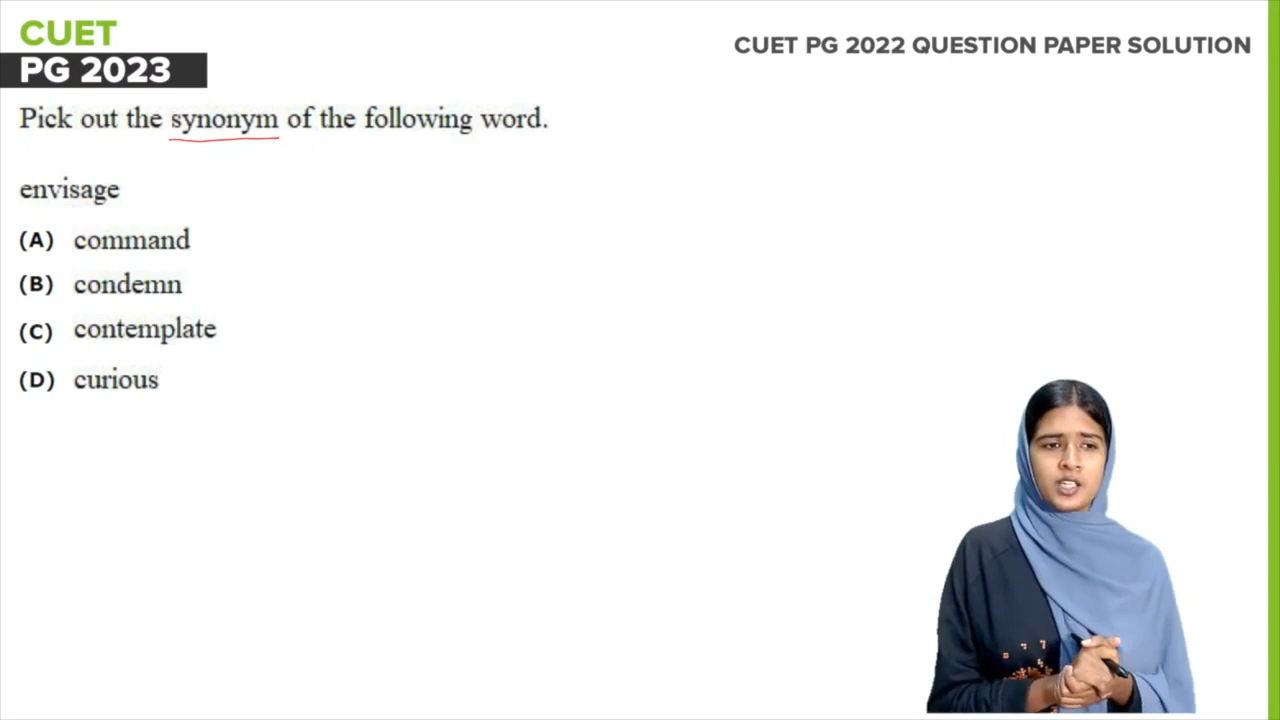 CUET
PG 2023
CUET PG 2022 QUESTION PAPER SOLUTION
Pick out the synonym of the following word.
envisage
(A) command
(B) condemn
(C) contemplate
(D) curious